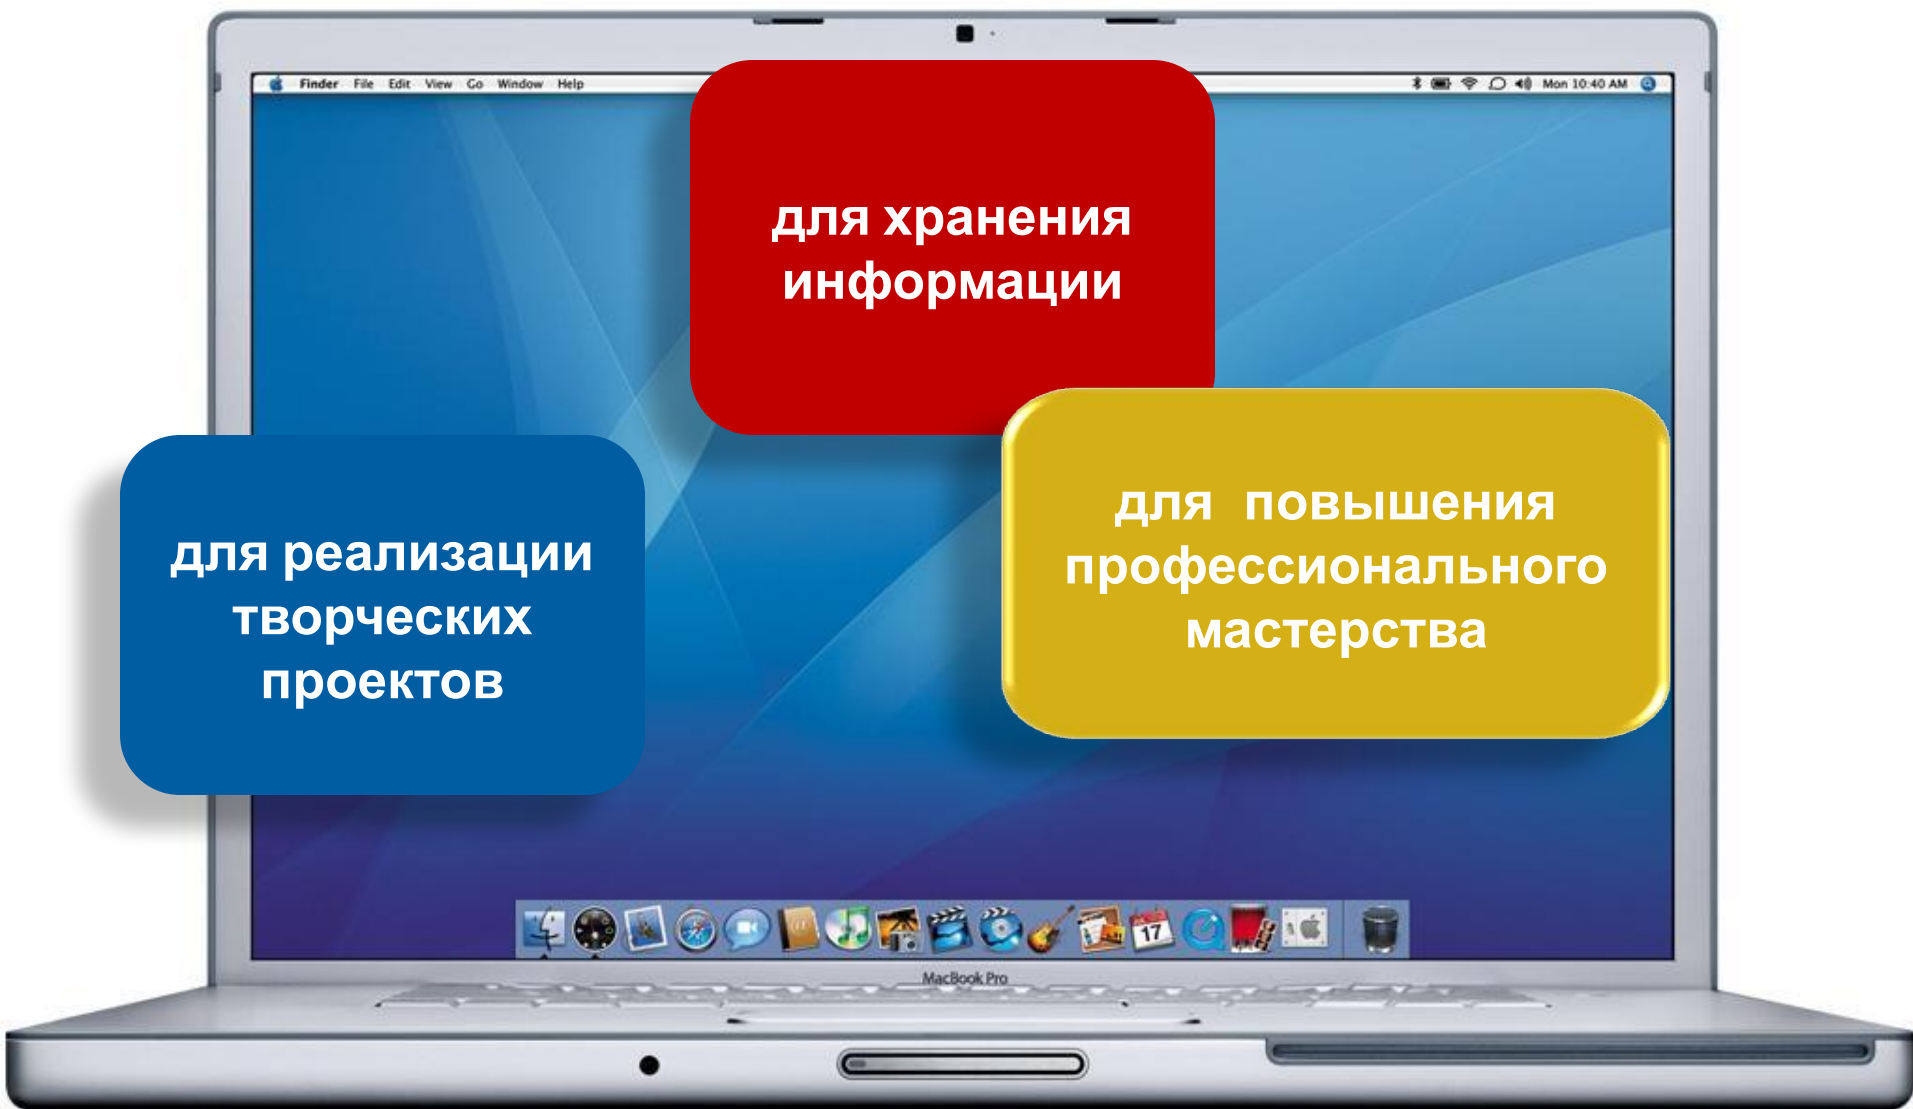 Finder File Edit View Go Window Help
Mon 10:40 AM
для хранения
информации
для повышения
профессионального
мастерства
для реализации
творческих
проектов
17
MacBook Pro